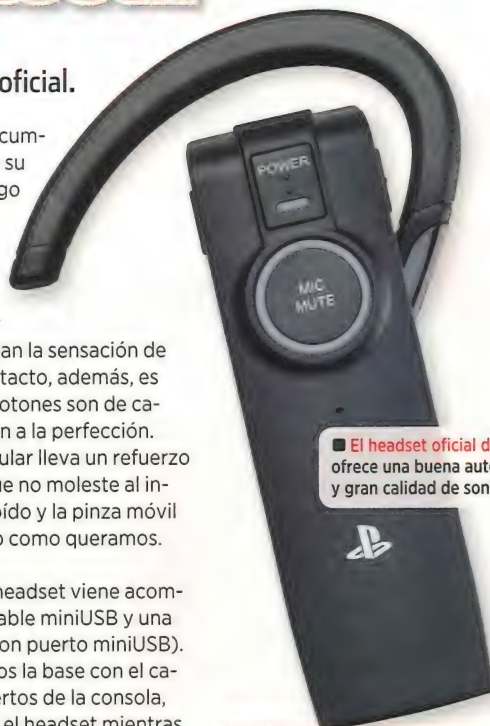 oficial.
cum-
su
go
an la sensación de
tacto, además, es
otones son de ca-
n a la perfección.
ular lleva un refuerzo
ue no moleste al in-
oído y la pinza móvil
o como queramos.
headset viene acom-
able miniUSB y una
on puerto miniUSB).
os la base con el ca-
ertos de la consola,
el headset mientras
POWER
MIC
MUTE
El headset oficial d
ofrece una buena aut
y gran calidad de son